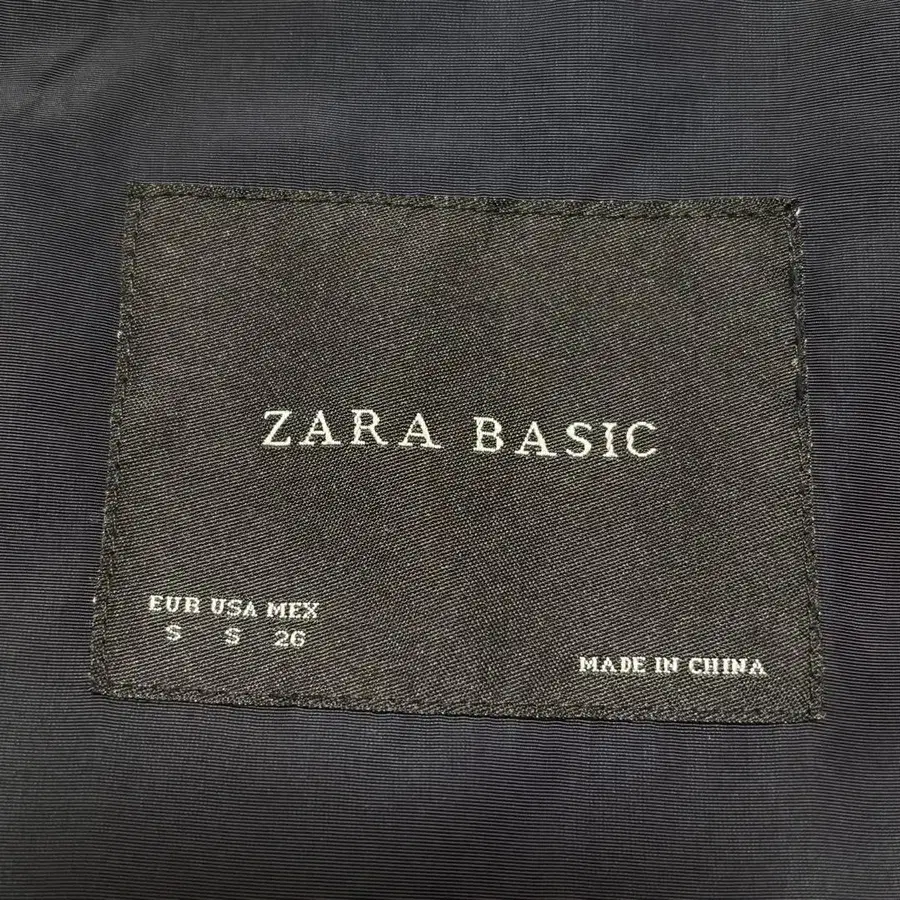 ZARA BASIC
EUR USA MEX
S S 26
MADE IN CHINA